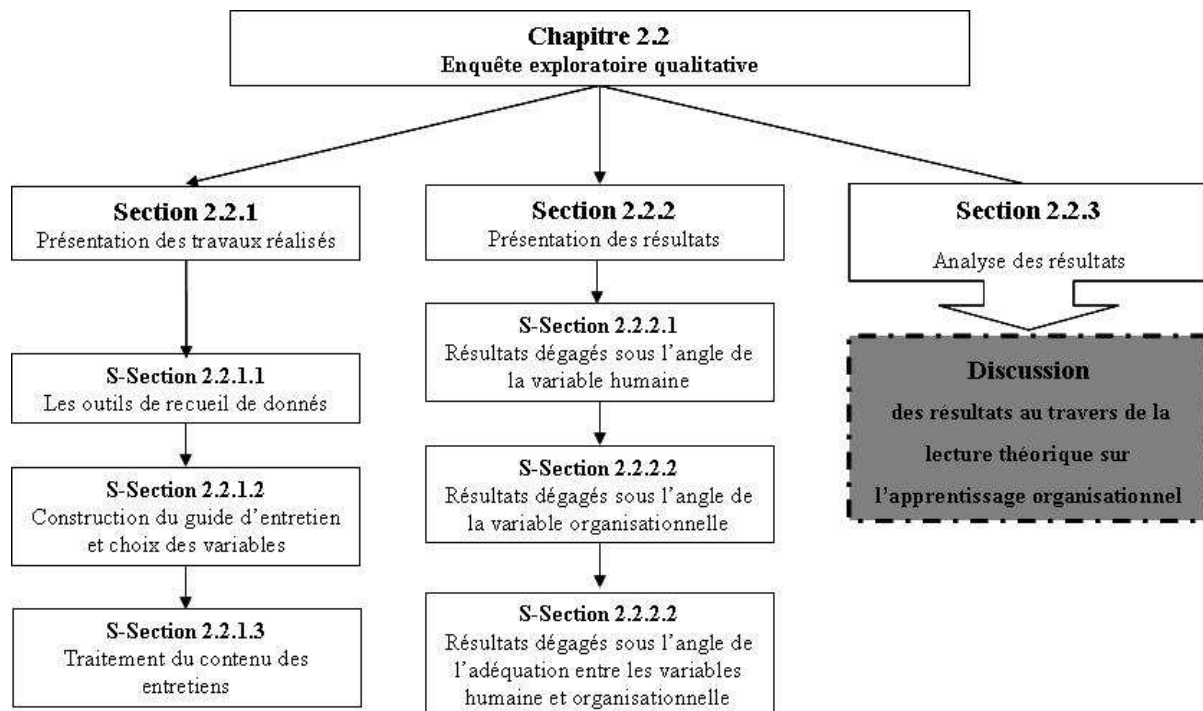 Chapitre 2.2
Enquête exploratoire qualitative
Section 2.2.1
Présentation des travaux réalisés
S-Section 2.2.1.1
Les outils de recueil de donnés
S-Section 2.2.1.2
Construction du guide d'entretien
et choix des variables
S-Section 2.2.1.3
Traitement du contenu des
entretiens
Section 2.2.2
Présentation des résultats
S-Section 2.2.2.1
Résultats dégagés sous l'angle de
la variable humaine
S-Section 2.2.2.2
Résultats dégagés sous l'angle de
la variable organisationnelle
S-Section 2.2.2.2
Résultats dégagés sous l'angle de
l'adéquation entre les variables
humaine et organisationnelle
Section 2.2.3
Analyse des résultats
Discussion
des résultats au travers de la
lecture théorique sur
l'apprentissage organisationnel